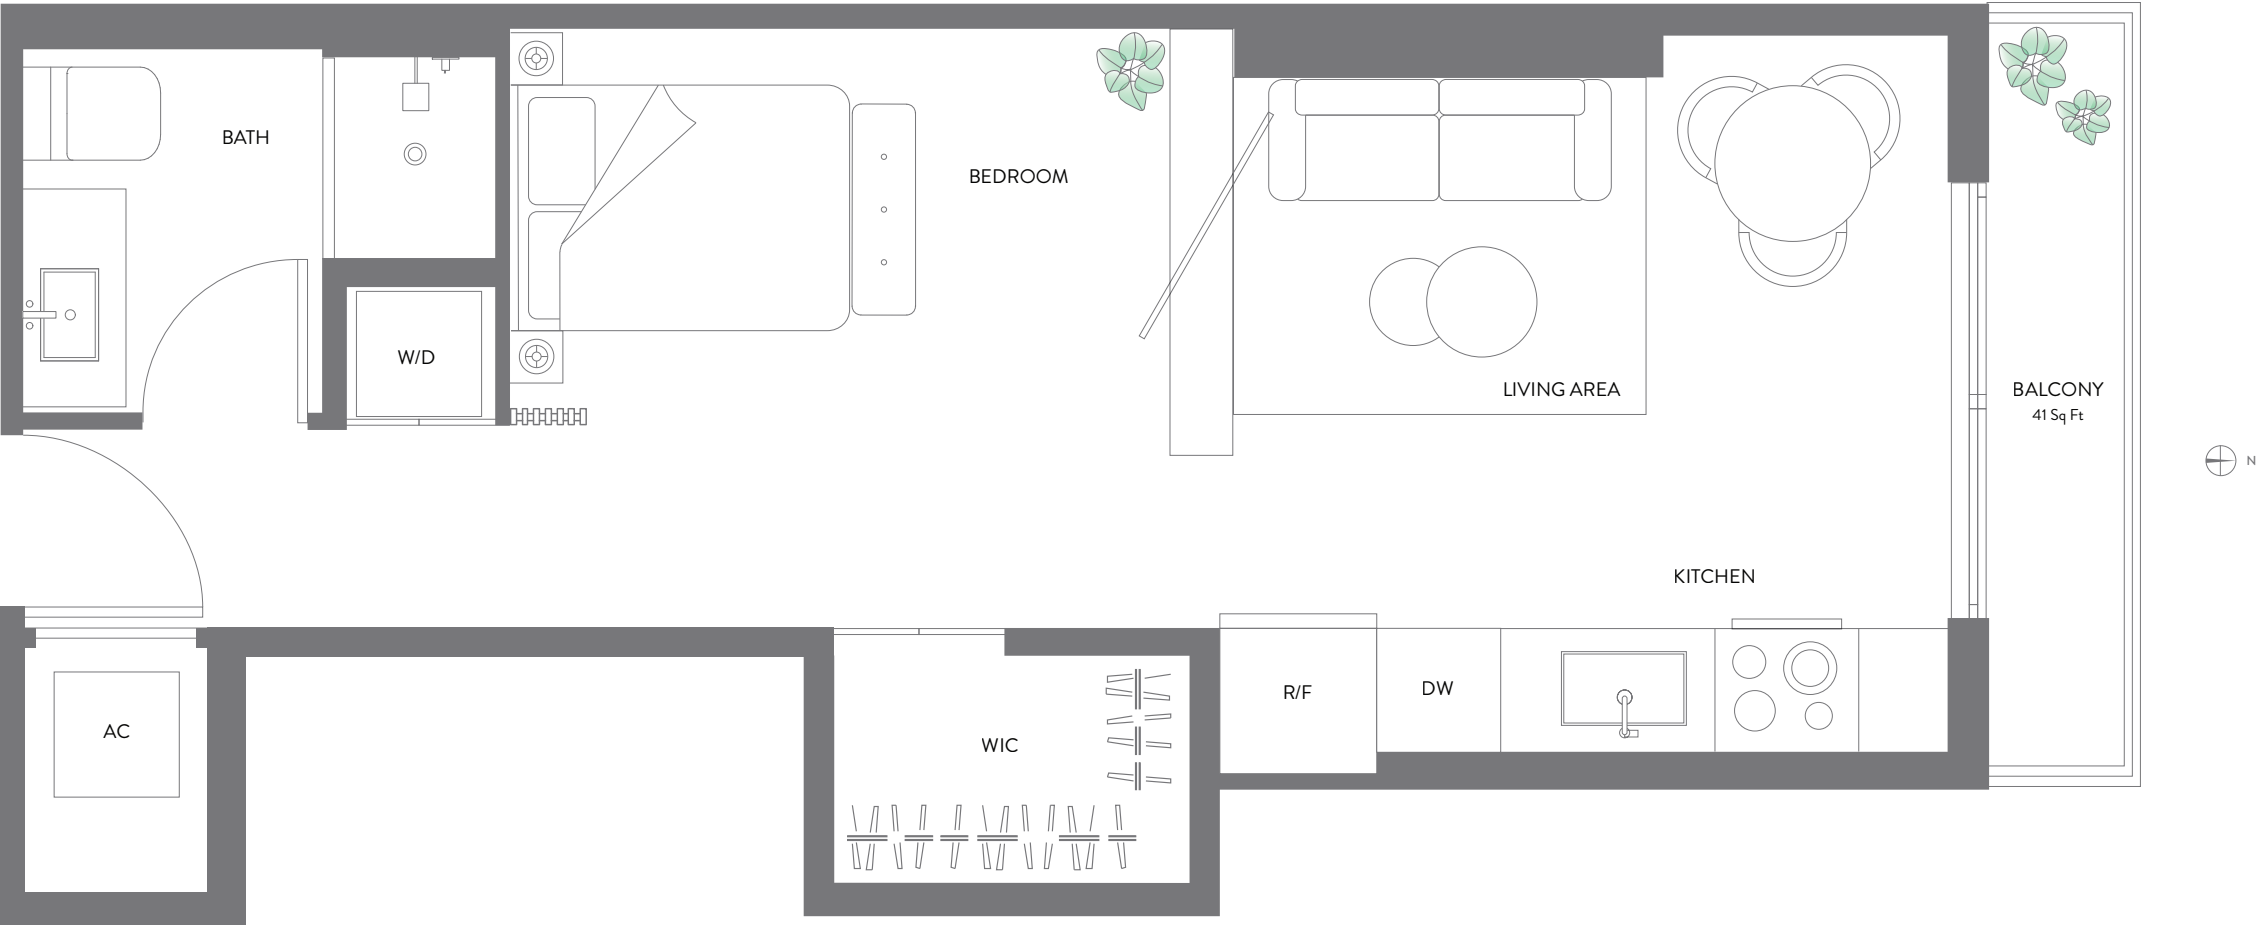 BATH
BEDROOM
W/D
LIVING AREA
BALCONY
41 Sq Ft
N
KITCHEN
R/F
DW
AC
WIC